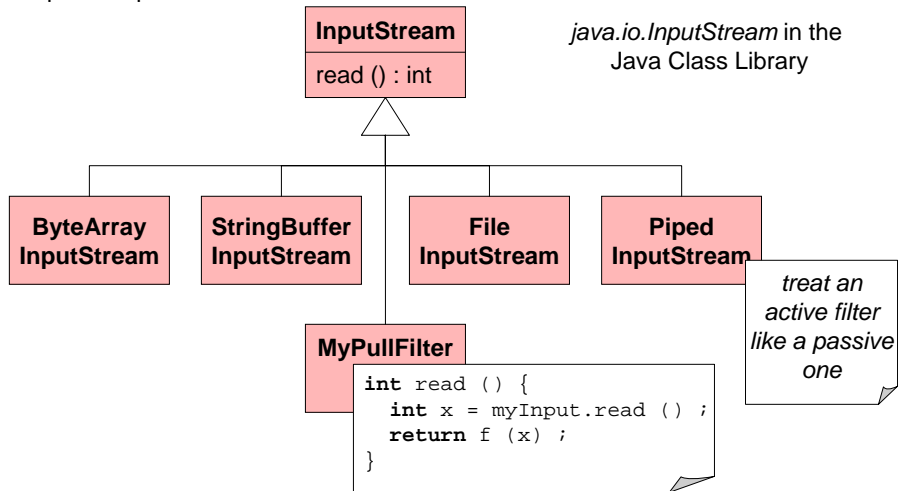 InputStream
read () : int
java.io.InputStream in the
Java Class Library
ByteArray
InputStream
StringBuffer
InputStream
File
InputStream
Piped
InputStream
treat an
active filter
like a passive
one
MyPullFilter
int read () {
int x = myInput.read () ;
return f (x) ;
}